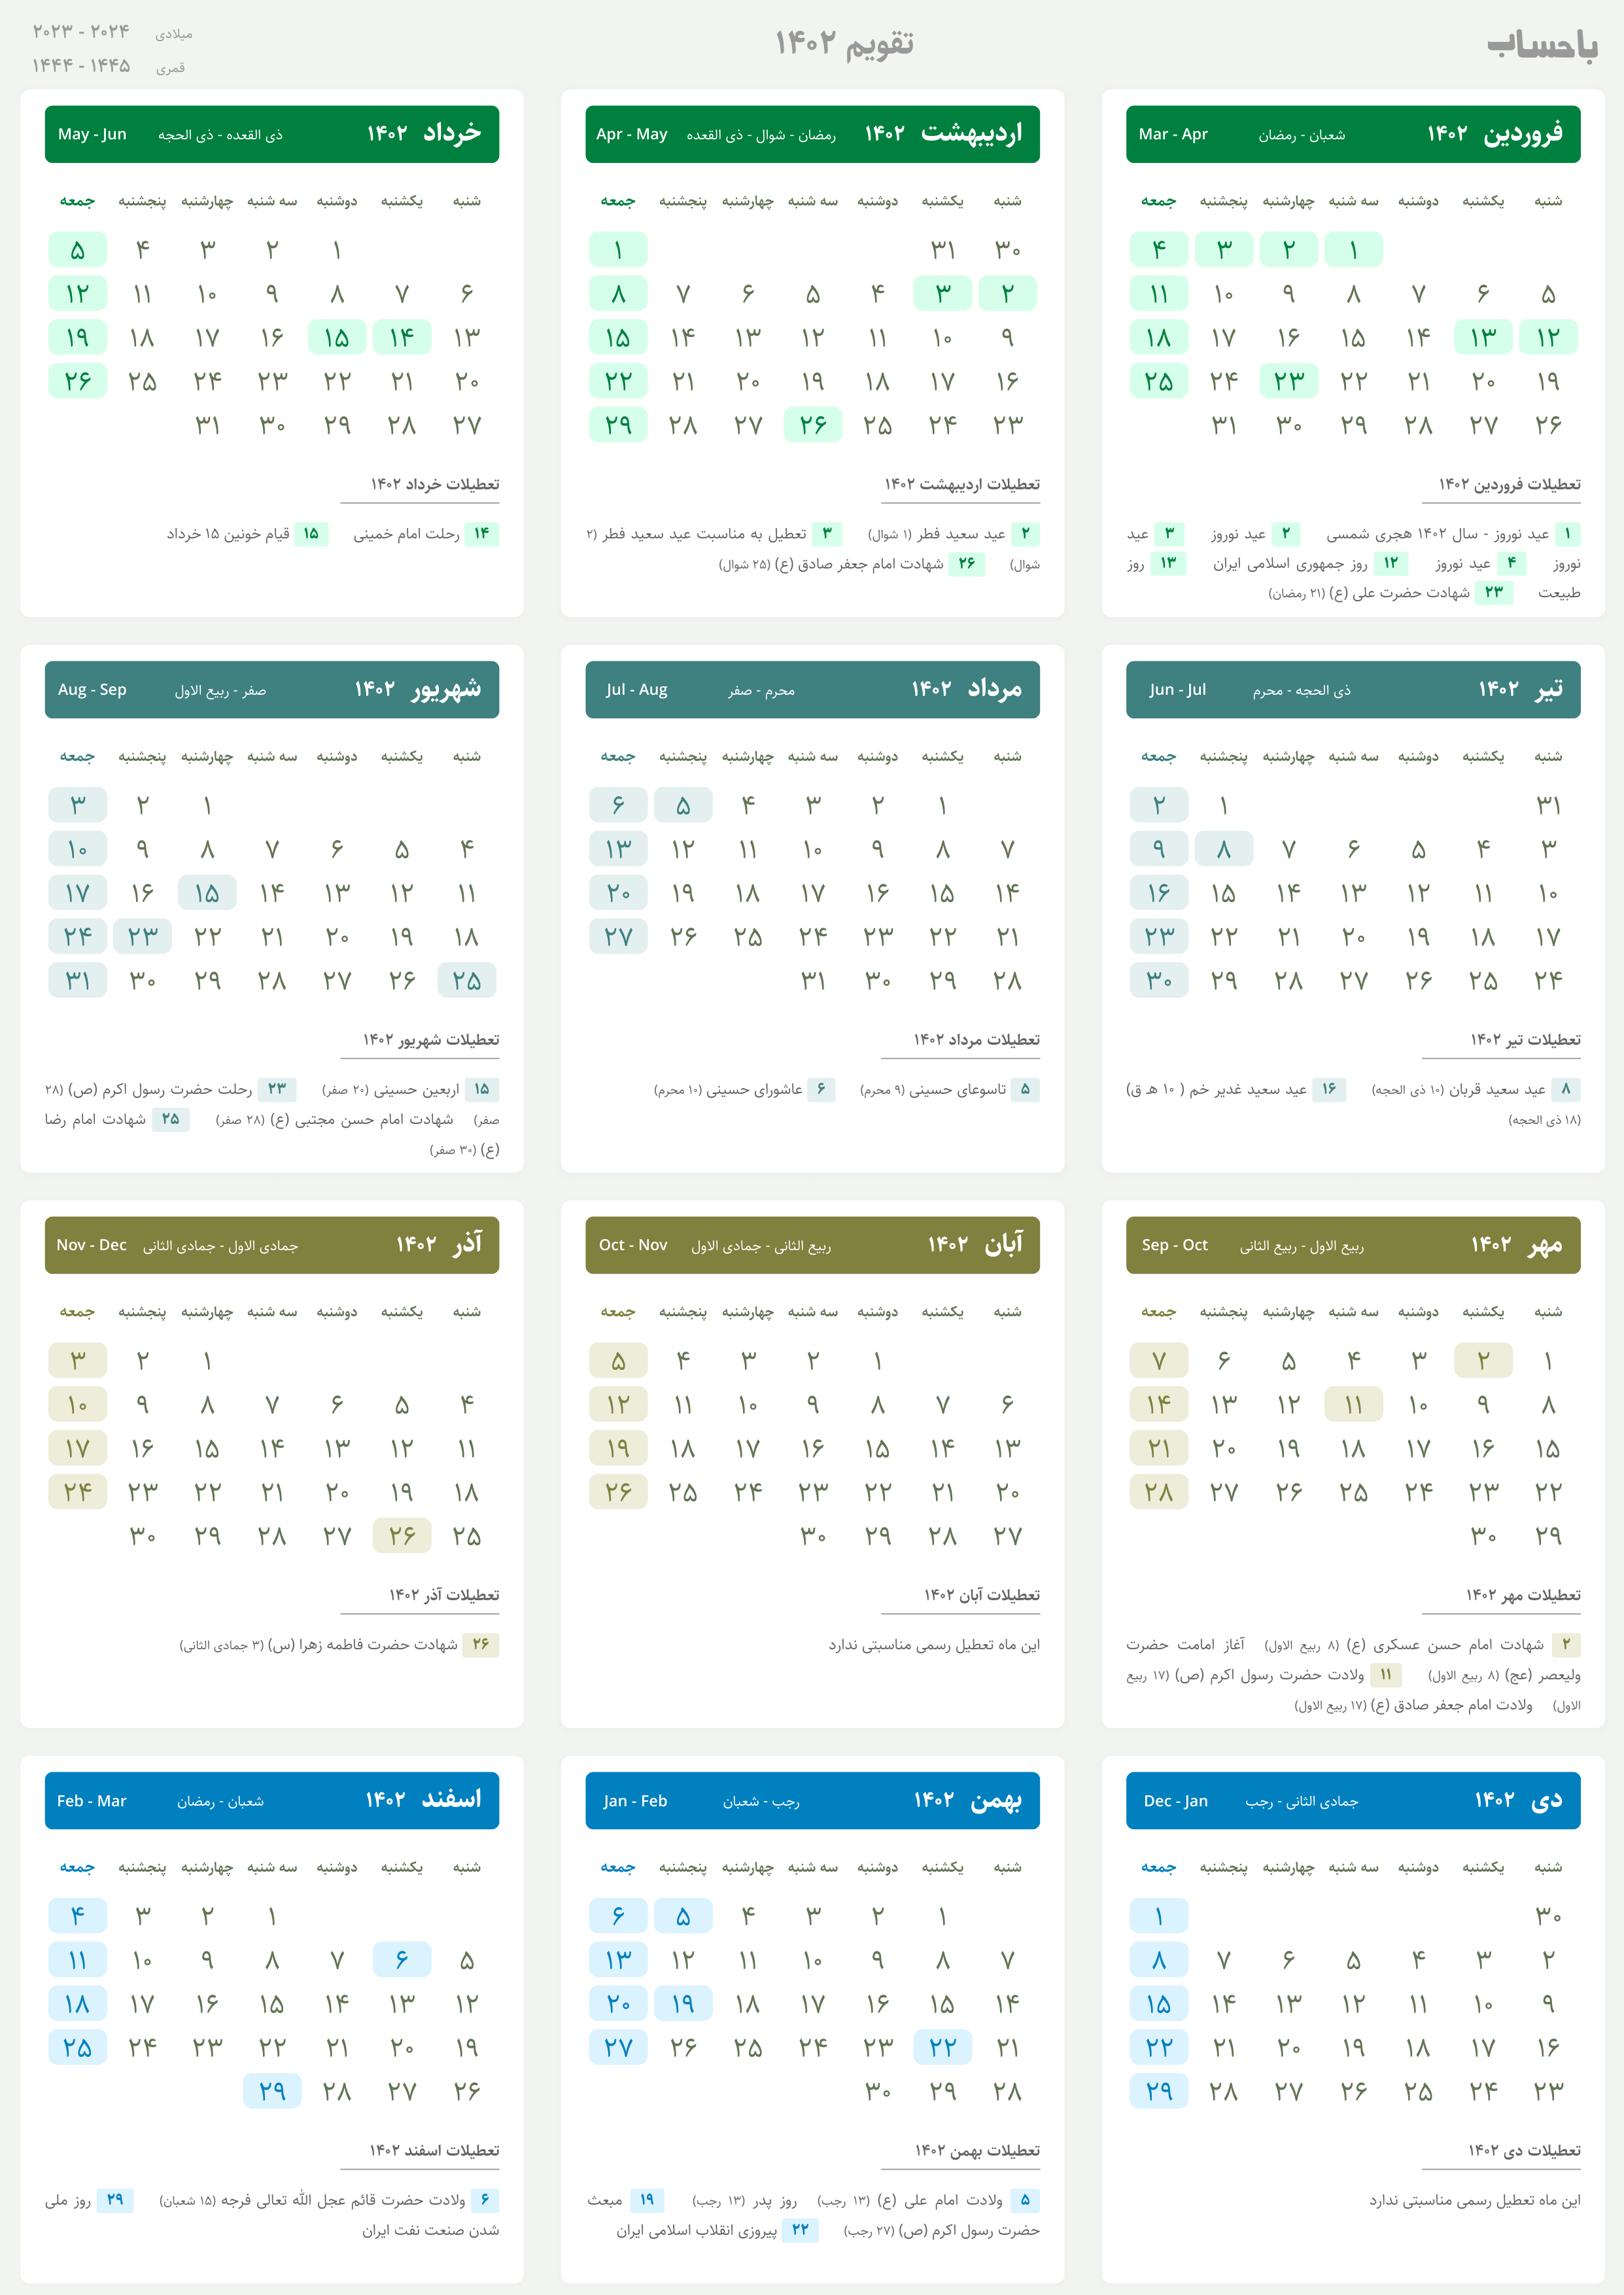 باحساب
تقویم ۱۴۰۲
میلادی ۲۰۲۴ - ۲۰۲۳
قمری ۱۴۴۵ - ۱۴۴۴
فروردین ۱۴۰۲ شعبان - رمضان Mar - Apr
شنبه یکشنبه دوشنبه سه شنبه چهارشنبه پنجشنبه جمعه
۱ ۲ ۳ ۴
۵ ۶ ۷ ۸ ۹ ۱۰ ۱۱
۱۲ ۱۳ ۱۴ ۱۵ ۱۶ ۱۷ ۱۸
۱۹ ۲۰ ۲۱ ۲۲ ۲۳ ۲۴ ۲۵
۲۶ ۲۷ ۲۸ ۲۹ ۳۰ ۳۱
تعطیلات فروردین ۱۴۰۲
۱ عید نوروز - سال ۱۴۰۲ هجری شمسی ۲ عید نوروز ۳ عید
نوروز ۴ عید نوروز ۱۲ روز جمهوری اسلامی ایران ۱۳ روز
طبیعت ۲۳ شهادت حضرت علی (ع) (۲۱ رمضان)
اردیبهشت ۱۴۰۲ رمضان - شوال - ذی القعده Apr - May
شنبه یکشنبه دوشنبه سه شنبه چهارشنبه پنجشنبه جمعه
۳۰ ۳۱ ۱
۲ ۳ ۴ ۵ ۶ ۷ ۸
۹ ۱۰ ۱۱ ۱۲ ۱۳ ۱۴ ۱۵
۱۶ ۱۷ ۱۸ ۱۹ ۲۰ ۲۱ ۲۲
۲۳ ۲۴ ۲۵ ۲۶ ۲۷ ۲۸ ۲۹
تعطیلات اردیبهشت ۱۴۰۲
۲ عید سعید فطر (۱ شوال) ۳ تعطیل به مناسبت عید سعید فطر (۲
شوال) ۲۶ شهادت امام جعفر صادق (ع) (۲۵ شوال)
خرداد ۱۴۰۲ ذی القعده - ذی الحجه May - Jun
شنبه یکشنبه دوشنبه سه شنبه چهارشنبه پنجشنبه جمعه
۱ ۲ ۳ ۴ ۵
۶ ۷ ۸ ۹ ۱۰ ۱۱ ۱۲
۱۳ ۱۴ ۱۵ ۱۶ ۱۷ ۱۸ ۱۹
۲۰ ۲۱ ۲۲ ۲۳ ۲۴ ۲۵ ۲۶
۲۷ ۲۸ ۲۹ ۳۰ ۳۱
تعطیلات خرداد ۱۴۰۲
۱۴ رحلت امام خمینی ۱۵ قیام خونین ۱۵ خرداد
تیر ۱۴۰۲ ذی الحجه - محرم Jun - Jul
شنبه یکشنبه دوشنبه سه شنبه چهارشنبه پنجشنبه جمعه
۳۱ ۱ ۲
۳ ۴ ۵ ۶ ۷ ۸ ۹
۱۰ ۱۱ ۱۲ ۱۳ ۱۴ ۱۵ ۱۶
۱۷ ۱۸ ۱۹ ۲۰ ۲۱ ۲۲ ۲۳
۲۴ ۲۵ ۲۶ ۲۷ ۲۸ ۲۹ ۳۰
تعطیلات تیر ۱۴۰۲
۸ عید سعید قربان (۱۰ ذی الحجه) ۱۶ عید سعید غدیر خم ( ۱۰ هـ ق)
(۱۸ ذی الحجه)
مرداد ۱۴۰۲ محرم - صفر Jul - Aug
شنبه یکشنبه دوشنبه سه شنبه چهارشنبه پنجشنبه جمعه
۱ ۲ ۳ ۴ ۵ ۶
۷ ۸ ۹ ۱۰ ۱۱ ۱۲ ۱۳
۱۴ ۱۵ ۱۶ ۱۷ ۱۸ ۱۹ ۲۰
۲۱ ۲۲ ۲۳ ۲۴ ۲۵ ۲۶ ۲۷
۲۸ ۲۹ ۳۰ ۳۱
تعطیلات مرداد ۱۴۰۲
۵ تاسوعای حسینی (۹ محرم) ۶ عاشورای حسینی (۱۰ محرم)
شهریور ۱۴۰۲ صفر - ربیع الاول Aug - Sep
شنبه یکشنبه دوشنبه سه شنبه چهارشنبه پنجشنبه جمعه
۱ ۲ ۳
۴ ۵ ۶ ۷ ۸ ۹ ۱۰
۱۱ ۱۲ ۱۳ ۱۴ ۱۵ ۱۶ ۱۷
۱۸ ۱۹ ۲۰ ۲۱ ۲۲ ۲۳ ۲۴
۲۵ ۲۶ ۲۷ ۲۸ ۲۹ ۳۰ ۳۱
تعطیلات شهریور ۱۴۰۲
۱۵ اربعین حسینی (۲۰ صفر) ۲۳ رحلت حضرت رسول اکرم (ص) (۲۸
صفر) شهادت امام حسن مجتبی (ع) (۲۸ صفر) ۲۵ شهادت امام رضا
(ع) (۳۰ صفر)
مهر ۱۴۰۲ ربیع الاول - ربیع الثانی Sep - Oct
شنبه یکشنبه دوشنبه سه شنبه چهارشنبه پنجشنبه جمعه
۱ ۲ ۳ ۴ ۵ ۶ ۷
۸ ۹ ۱۰ ۱۱ ۱۲ ۱۳ ۱۴
۱۵ ۱۶ ۱۷ ۱۸ ۱۹ ۲۰ ۲۱
۲۲ ۲۳ ۲۴ ۲۵ ۲۶ ۲۷ ۲۸
۲۹ ۳۰
تعطیلات مهر ۱۴۰۲
۲ شهادت امام حسن عسکری (ع) (۸ ربیع الاول) آغاز امامت حضرت
ولیعصر (عج) (۸ ربیع الاول) ۱۱ ولادت حضرت رسول اکرم (ص) (۱۷ ربیع
الاول) ولادت امام جعفر صادق (ع) (۱۷ ربیع الاول)
آبان ۱۴۰۲ ربیع الثانی - جمادی الاول Oct - Nov
شنبه یکشنبه دوشنبه سه شنبه چهارشنبه پنجشنبه جمعه
۱ ۲ ۳ ۴ ۵
۶ ۷ ۸ ۹ ۱۰ ۱۱ ۱۲
۱۳ ۱۴ ۱۵ ۱۶ ۱۷ ۱۸ ۱۹
۲۰ ۲۱ ۲۲ ۲۳ ۲۴ ۲۵ ۲۶
۲۷ ۲۸ ۲۹ ۳۰
تعطیلات آبان ۱۴۰۲
این ماه تعطیل رسمی مناسبتی ندارد
آذر ۱۴۰۲ جمادی الاول - جمادی الثانی Nov - Dec
شنبه یکشنبه دوشنبه سه شنبه چهارشنبه پنجشنبه جمعه
۱ ۲ ۳
۴ ۵ ۶ ۷ ۸ ۹ ۱۰
۱۱ ۱۲ ۱۳ ۱۴ ۱۵ ۱۶ ۱۷
۱۸ ۱۹ ۲۰ ۲۱ ۲۲ ۲۳ ۲۴
۲۵ ۲۶ ۲۷ ۲۸ ۲۹ ۳۰
تعطیلات آذر ۱۴۰۲
۲۶ شهادت حضرت فاطمه زهرا (س) (۳ جمادی الثانی)
دی ۱۴۰۲ جمادی الثانی - رجب Dec - Jan
شنبه یکشنبه دوشنبه سه شنبه چهارشنبه پنجشنبه جمعه
۳۰ ۱
۲ ۳ ۴ ۵ ۶ ۷ ۸
۹ ۱۰ ۱۱ ۱۲ ۱۳ ۱۴ ۱۵
۱۶ ۱۷ ۱۸ ۱۹ ۲۰ ۲۱ ۲۲
۲۳ ۲۴ ۲۵ ۲۶ ۲۷ ۲۸ ۲۹
تعطیلات دی ۱۴۰۲
این ماه تعطیل رسمی مناسبتی ندارد
بهمن ۱۴۰۲ رجب - شعبان Jan - Feb
شنبه یکشنبه دوشنبه سه شنبه چهارشنبه پنجشنبه جمعه
۱ ۲ ۳ ۴ ۵ ۶
۷ ۸ ۹ ۱۰ ۱۱ ۱۲ ۱۳
۱۴ ۱۵ ۱۶ ۱۷ ۱۸ ۱۹ ۲۰
۲۱ ۲۲ ۲۳ ۲۴ ۲۵ ۲۶ ۲۷
۲۸ ۲۹ ۳۰
تعطیلات بهمن ۱۴۰۲
۵ ولادت امام علی (ع) (۱۳ رجب) روز پدر (۱۳ رجب) ۱۹ مبعث
حضرت رسول اکرم (ص) (۲۷ رجب) ۲۲ پیروزی انقلاب اسلامی ایران
اسفند ۱۴۰۲ شعبان - رمضان Feb - Mar
شنبه یکشنبه دوشنبه سه شنبه چهارشنبه پنجشنبه جمعه
۱ ۲ ۳ ۴
۵ ۶ ۷ ۸ ۹ ۱۰ ۱۱
۱۲ ۱۳ ۱۴ ۱۵ ۱۶ ۱۷ ۱۸
۱۹ ۲۰ ۲۱ ۲۲ ۲۳ ۲۴ ۲۵
۲۶ ۲۷ ۲۸ ۲۹
تعطیلات اسفند ۱۴۰۲
۶ ولادت حضرت قائم عجل الله تعالی فرجه (۱۵ شعبان) ۲۹ روز ملی
شدن صنعت نفت ایران